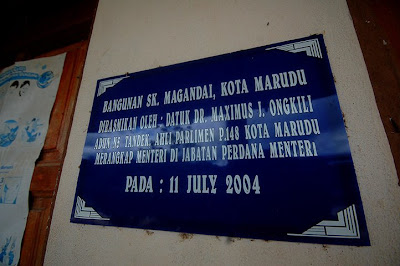 BANGUNAN SK. MAGANDAI, KOTA MARUDU
DIRASMIKAN OLEH : DATUK DR. MAXIMUS J. ONGKILI
ADUN N5 TANDEK, AHLI PARLIMEN P.148 KOTA MARUDU
MERANGKAP MENTERI DI JABATAN PERDANA MENTERI
PADA : 11 JULY 2004